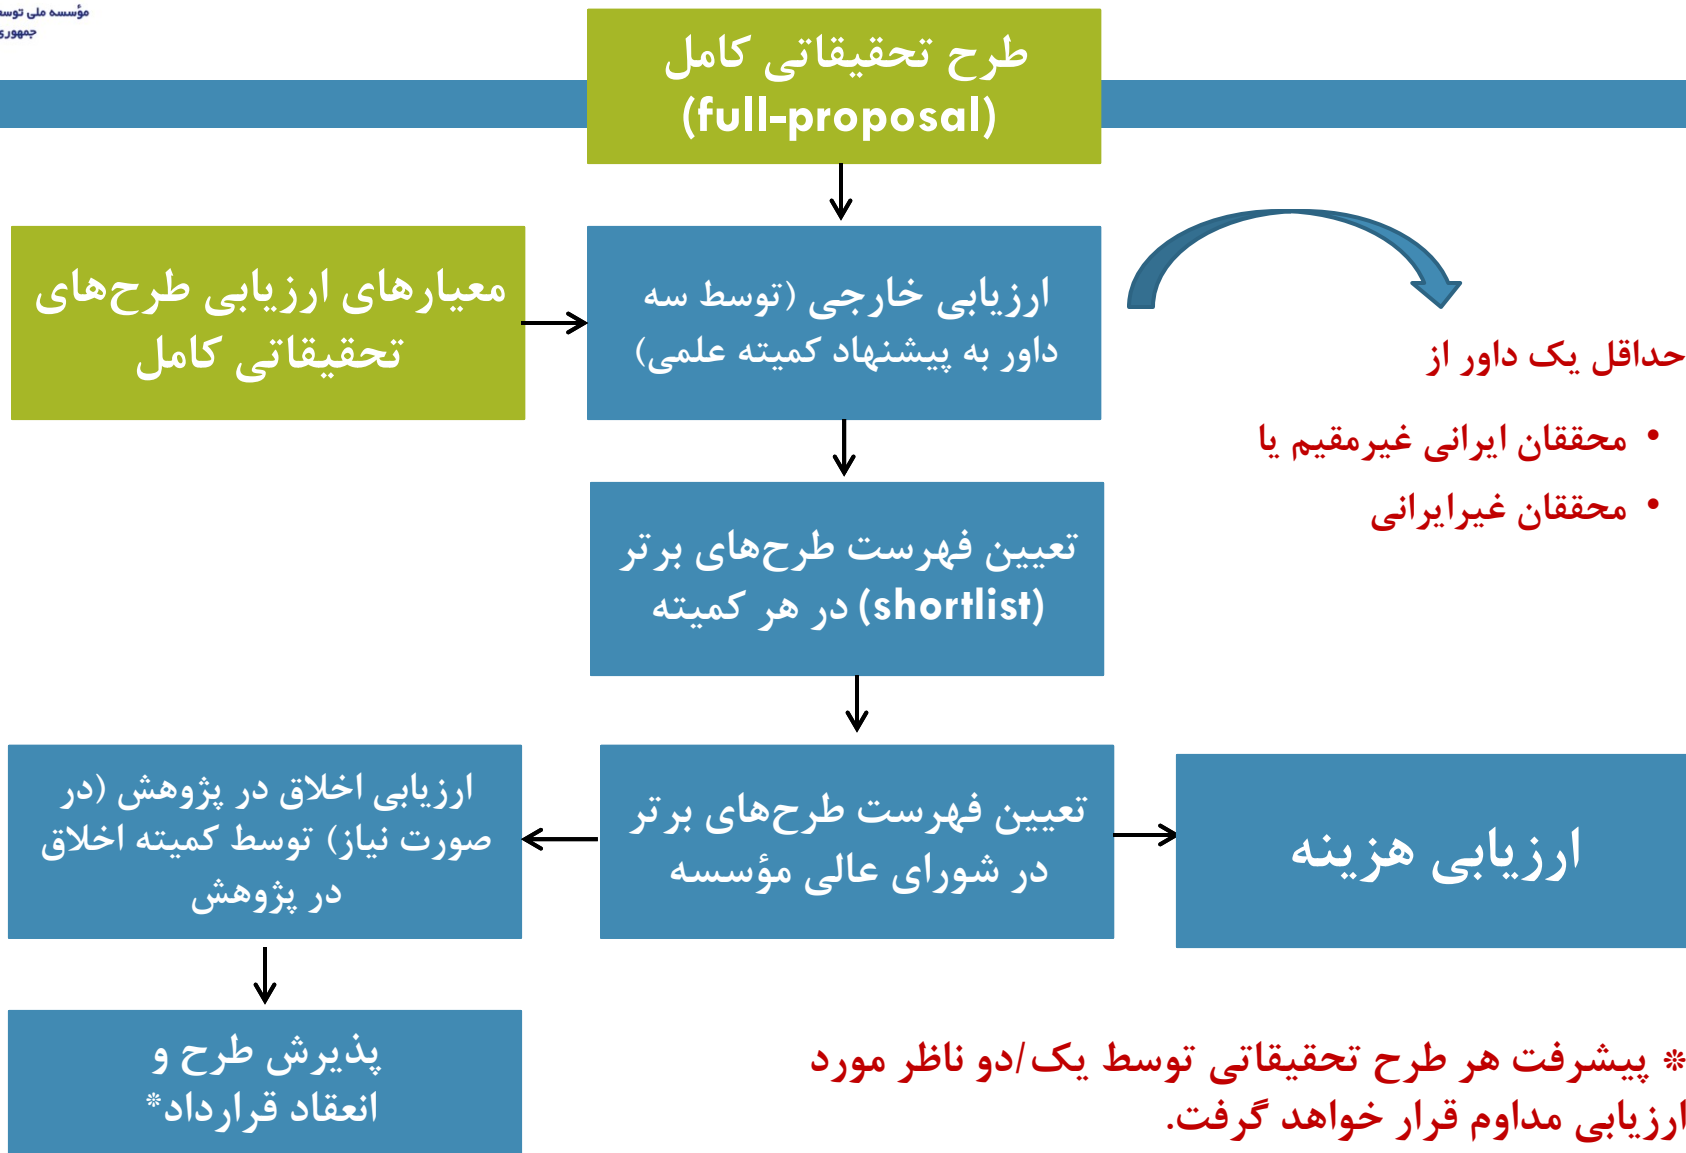 مؤسسه ملی
جمهوری
طرح تحقیقاتی کامل
(full-proposal)
معیارهای ارزیابی طرح‌های
تحقیقاتی کامل
ارزیابی خارجی (توسط سه
داور به پیشنهاد کمیته علمی)
حداقل یک داور از
• محققان ایرانی غیرمقیم یا
• محققان غیرایرانی
تعیین فهرست طرح‌های برتر
(shortlist) در هر کمیته
تعیین فهرست طرح‌های برتر
در شورای عالی مؤسسه
ارزیابی هزینه
ارزیابی اخلاق در پژوهش (در
صورت نیاز) توسط کمیته اخلاق
در پژوهش
پذیرش طرح و
انعقاد قرارداد*
* پیشرفت هر طرح تحقیقاتی توسط یک/دو ناظر مورد
ارزیابی مداوم قرار خواهد گرفت.